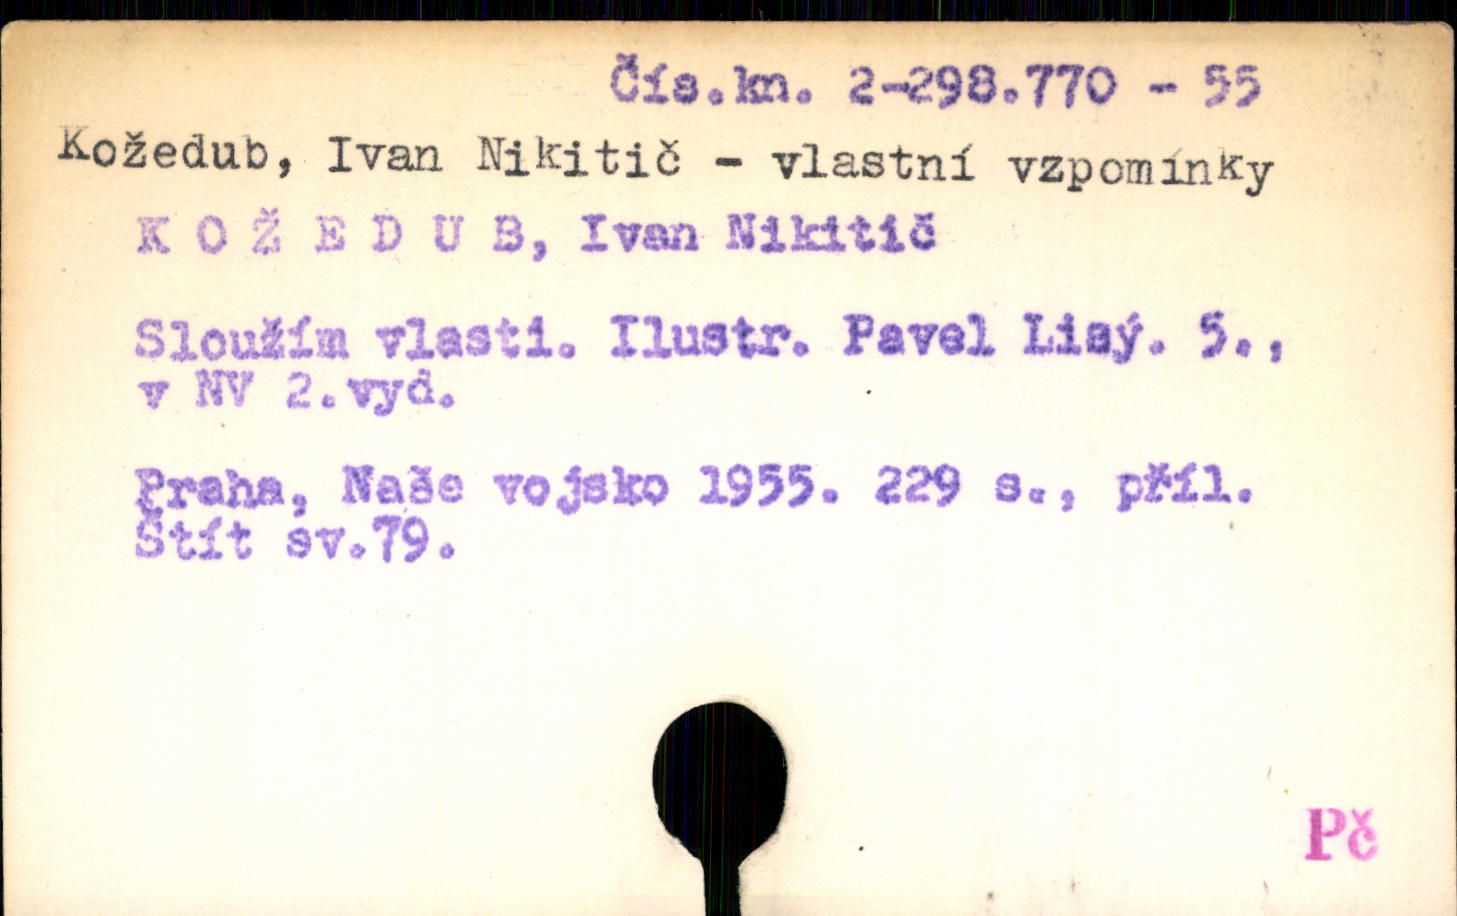 Čís.kn. 2-298.770 - 55
Kožedub, Ivan Nikitič - vlastní vzpomínky
K O Ž E D U B, Ivan Nikitič
Sloužím vlasti. Ilustr. Pavel Lisý. 5.,
v NV 2.vyd.
Praha, Naše vojsko 1955. 229 s., příl.
Štít sv.79.
Pč